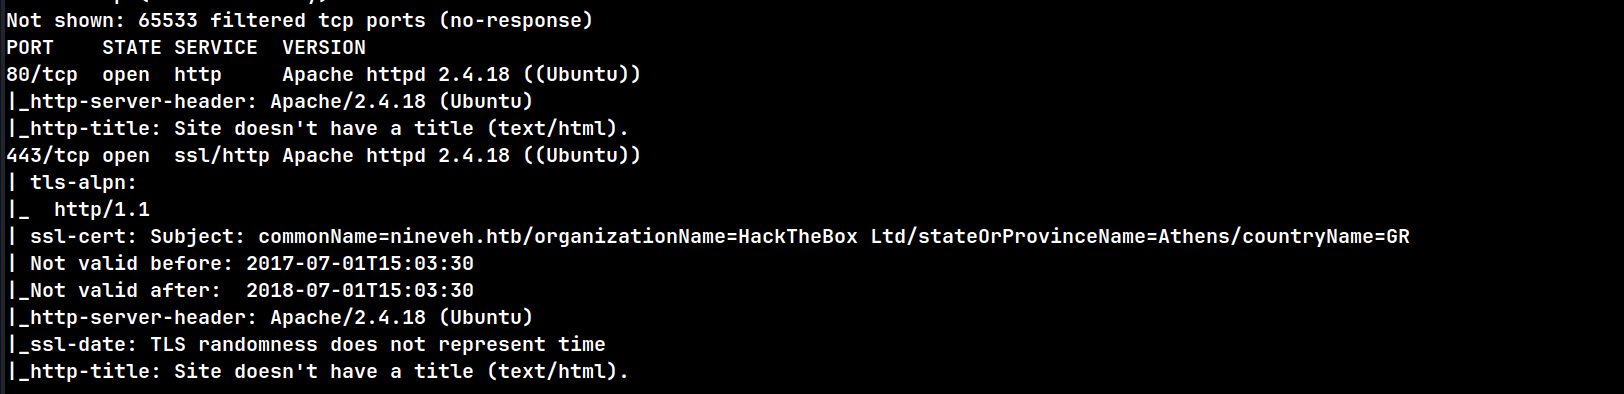 Not shown: 65533 filtered tcp ports (no-response)
PORT    STATE SERVICE  VERSION
80/tcp  open  http     Apache httpd 2.4.18 ((Ubuntu))
|_http-server-header: Apache/2.4.18 (Ubuntu)
|_http-title: Site doesn't have a title (text/html).
443/tcp open  ssl/http Apache httpd 2.4.18 ((Ubuntu))
| tls-alpn:
|_  http/1.1
| ssl-cert: Subject: commonName=nineveh.htb/organizationName=HackTheBox Ltd/stateOrProvinceName=Athens/countryName=GR
| Not valid before: 2017-07-01T15:03:30
|_Not valid after:  2018-07-01T15:03:30
|_http-server-header: Apache/2.4.18 (Ubuntu)
|_ssl-date: TLS randomness does not represent time
|_http-title: Site doesn't have a title (text/html).